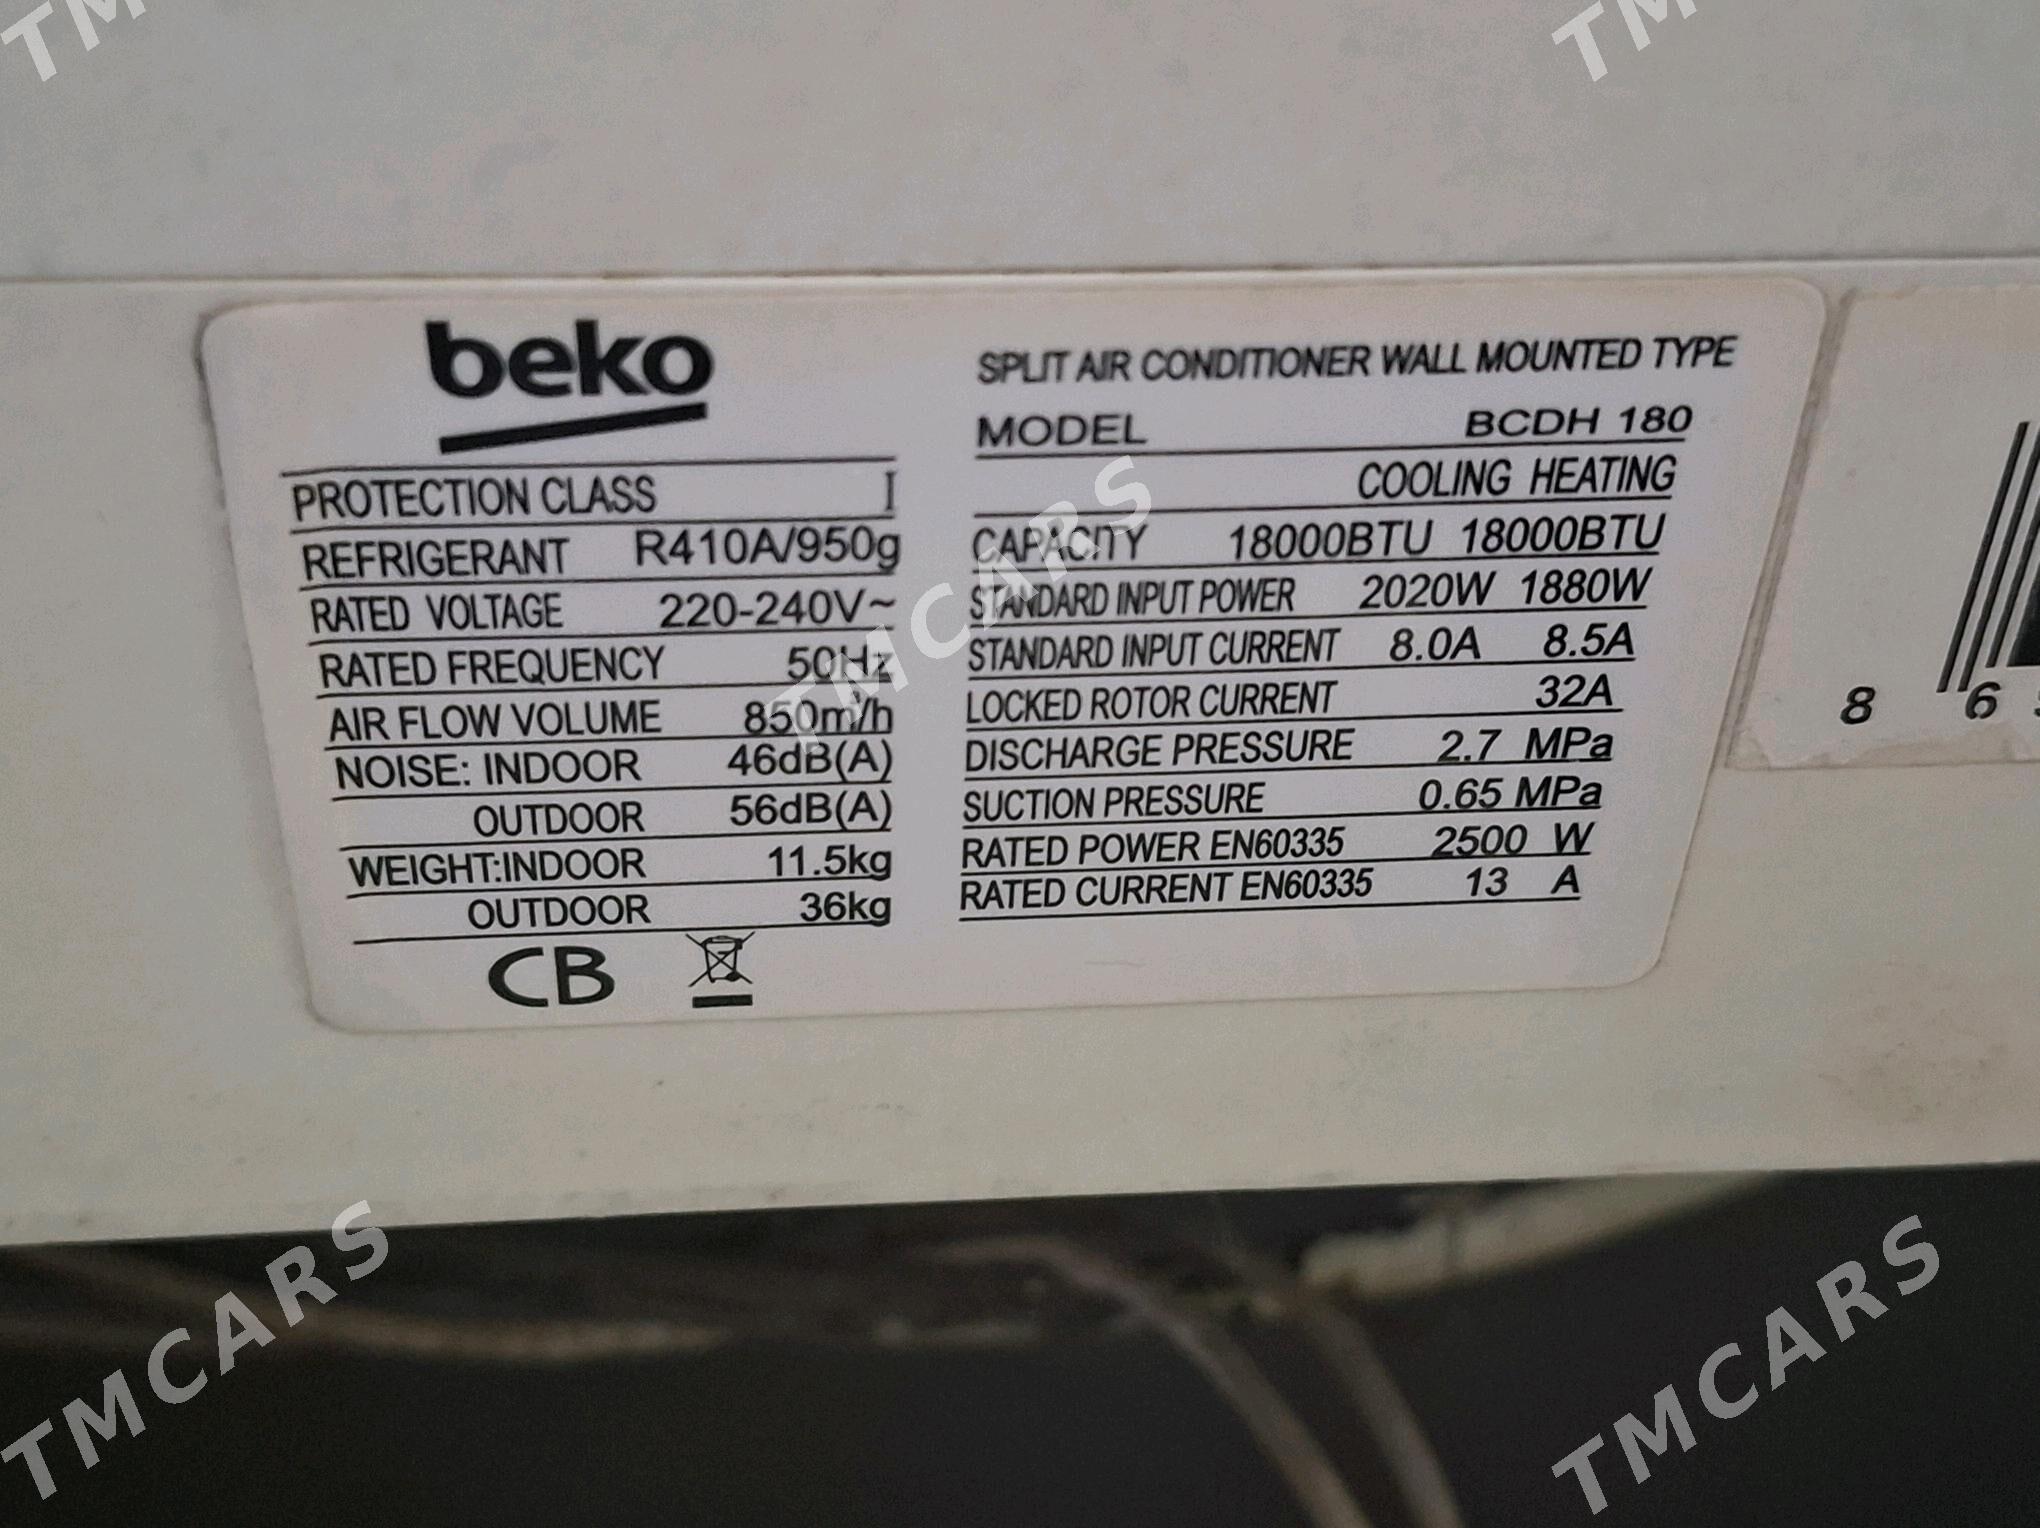 beko
PROTECTION CLASS I
REFRIGERANT R410A/950g
RATED VOLTAGE 220-240V~
RATED FREQUENCY 50Hz
AIR FLOW VOLUME 850m³/h
NOISE: INDOOR 46dB(A)
OUTDOOR 56dB(A)
WEIGHT:INDOOR 11.5kg
OUTDOOR 36kg
CB
SPLIT AIR CONDITIONER WALL MOUNTED TYPE
MODEL BCDH 180
COOLING HEATING
CAPACITY 18000BTU 18000BTU
STANDARD INPUT POWER 2020W 1880W
STANDARD INPUT CURRENT 8.0A 8.5A
LOCKED ROTOR CURRENT 32A
DISCHARGE PRESSURE 2.7 MPa
SUCTION PRESSURE 0.65 MPa
RATED POWER EN60335 2500 W
RATED CURRENT EN60335 13 A
8 6
TMCARS
TMCARS
TMCARS